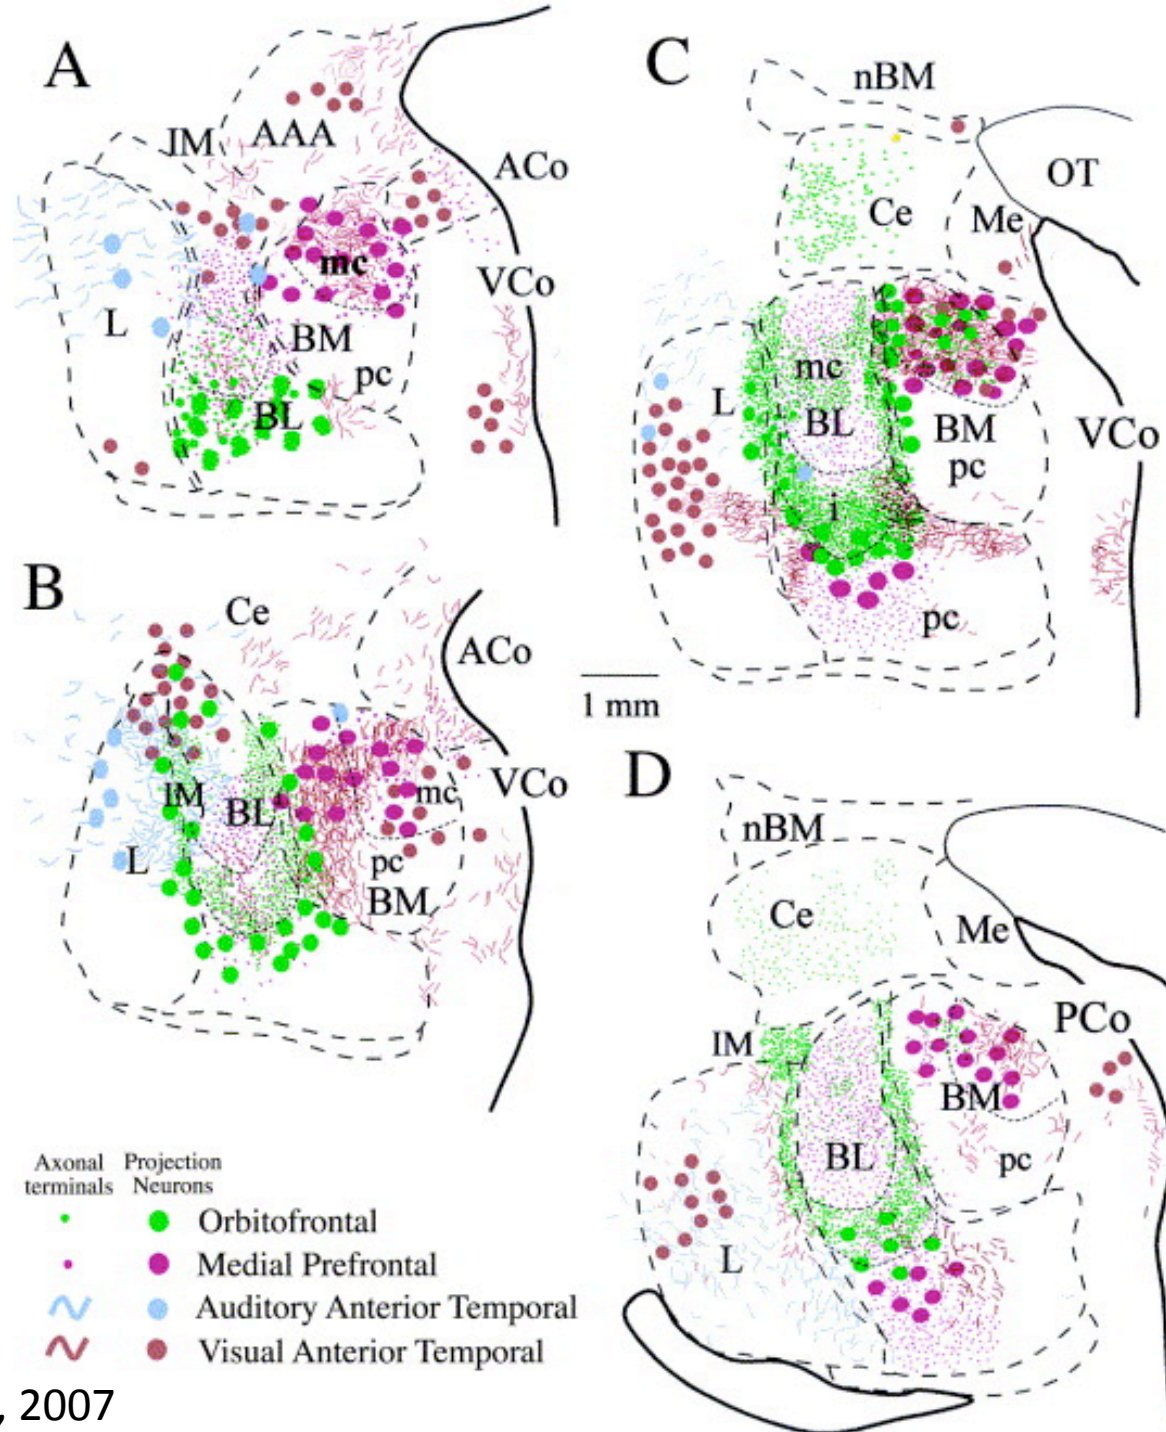 A
IM
AAA
ACo
mc
VCo
L
BM
pc
BL
B
Ce
ACo
VCo
IM
BL
mc
L
pc
BM
C
nBM
OT
Ce
Me
mc
L
BL
BM
VCo
pc
i
pc
1 mm
D
nBM
Ce
Me
PCo
IM
BM
BL
pc
L
Axonal Projection
terminals Neurons
Orbitofrontal
Medial Prefrontal
Auditory Anterior Temporal
Visual Anterior Temporal
, 2007